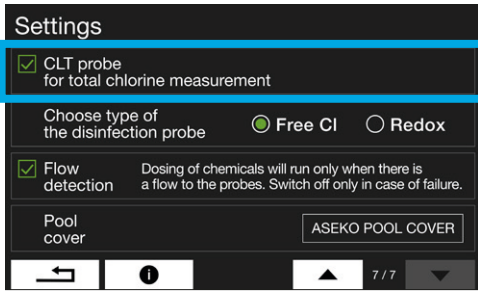 Settings
CLT probe
for total chlorine measurement
Choose type of
the disinfection probe
Free Cl
Redox
Flow
detection
Dosing of chemicals will run only when there is
a flow to the probes. Switch off only in case of failure.
Pool
cover
ASEKO POOL COVER
7/7